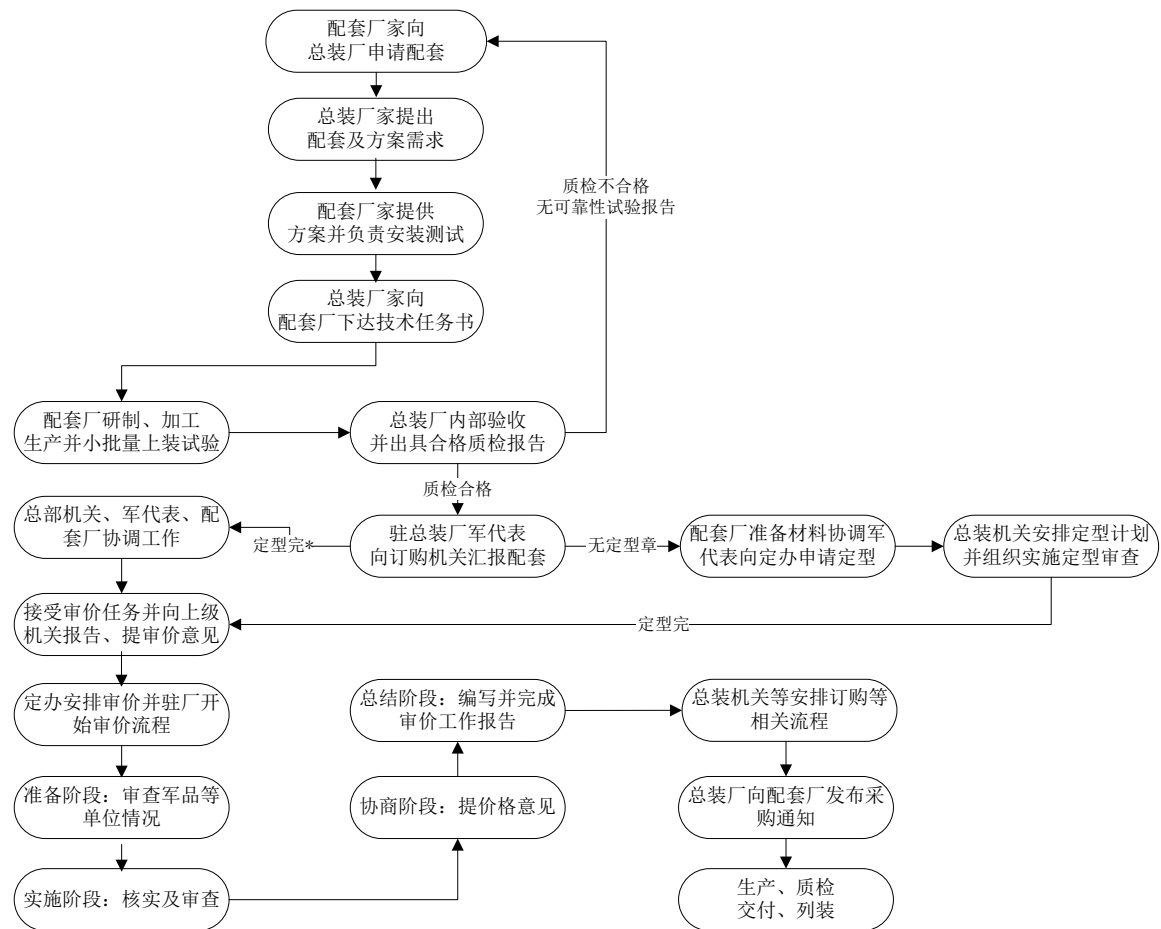 配套厂家向
总装厂申请配套
总装厂家提出
配套及方案需求
质检不合格
无可靠性试验报告
配套厂家提供
方案并负责安装测试
总装厂家向
配套厂下达技术任务书
配套厂研制、加工
生产并小批量上装试验
总装厂内部验收
并出具合格质检报告
质检合格
总部机关、军代表、配
套厂协调工作
定型完*
驻总装厂军代表
向订购机关汇报配套
无定型章
配套厂准备材料协调军
代表向定办申请定型
总装机关安排定型计划
并组织实施定型审查
接受审价任务并向上级
机关报告、提审价意见
定型完
定办安排审价并驻厂开
始审价流程
总结阶段：编写并完成
审价工作报告
总装机关等安排订购等
相关流程
准备阶段：审查军品等
单位情况
协商阶段：提价格意见
总装厂向配套厂发布采
购通知
实施阶段：核实及审查
生产、质检
交付、列装